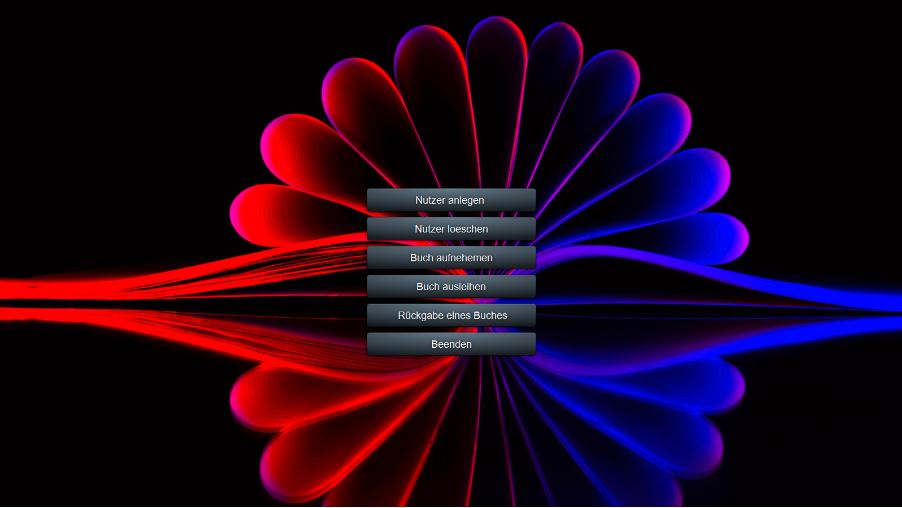 Nutzer anlegen
Nutzer loeschen
Buch aufnehemen
Buch ausleihen
Rückgabe eines Buches
Beenden